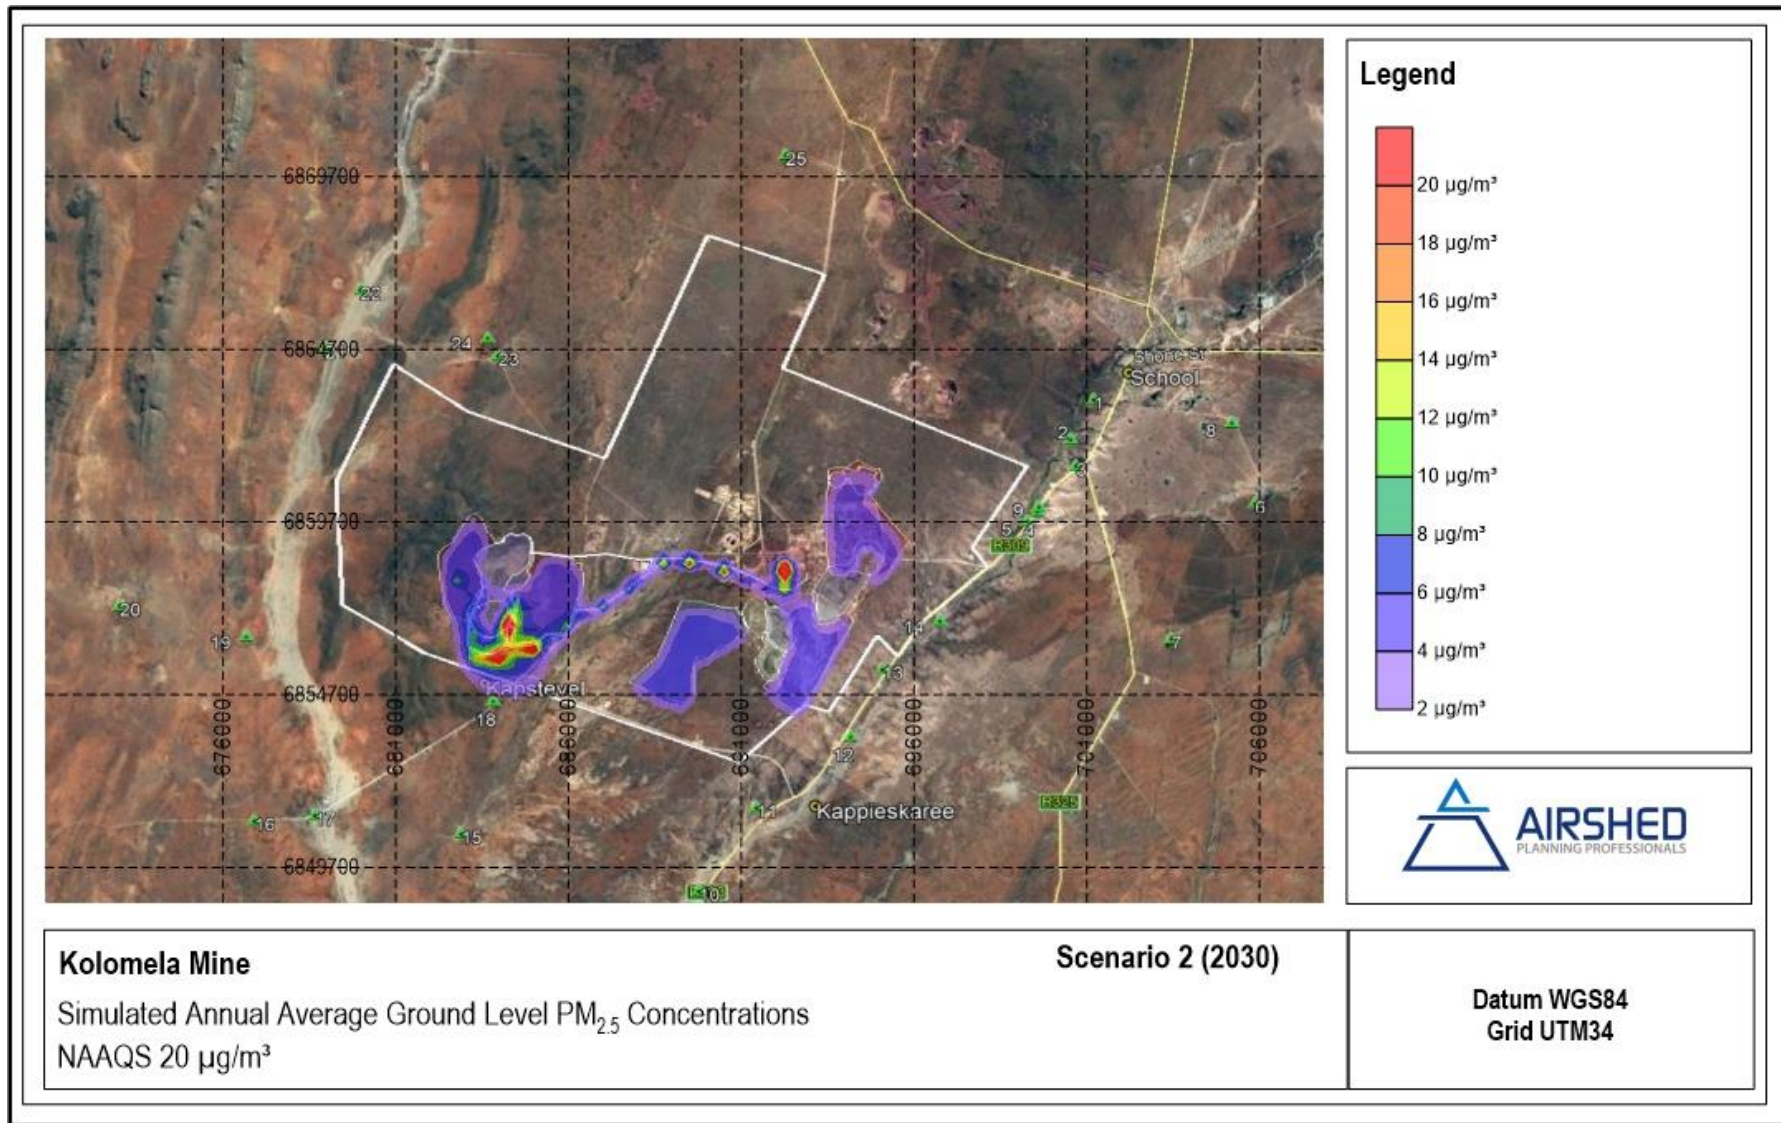 25
6869700
22
24
23
6864700
Shonc St
School
1
2
3
8
6
9
5 4
R309
6859700
20
19
14
7
13
Kapstevel
6854700
18
12
676000
681000
686000
691000
696000
701000
706000
11
Kappieskaree
R325
16
17
15
6849700
10
Legend
20 µg/m³
18 µg/m³
16 µg/m³
14 µg/m³
12 µg/m³
10 µg/m³
8 µg/m³
6 µg/m³
4 µg/m³
2 µg/m³
AIRSHED
PLANNING PROFESSIONALS
Kolomela Mine
Scenario 2 (2030)
Simulated Annual Average Ground Level PM2.5 Concentrations
NAAQS 20 µg/m³
Datum WGS84
Grid UTM34